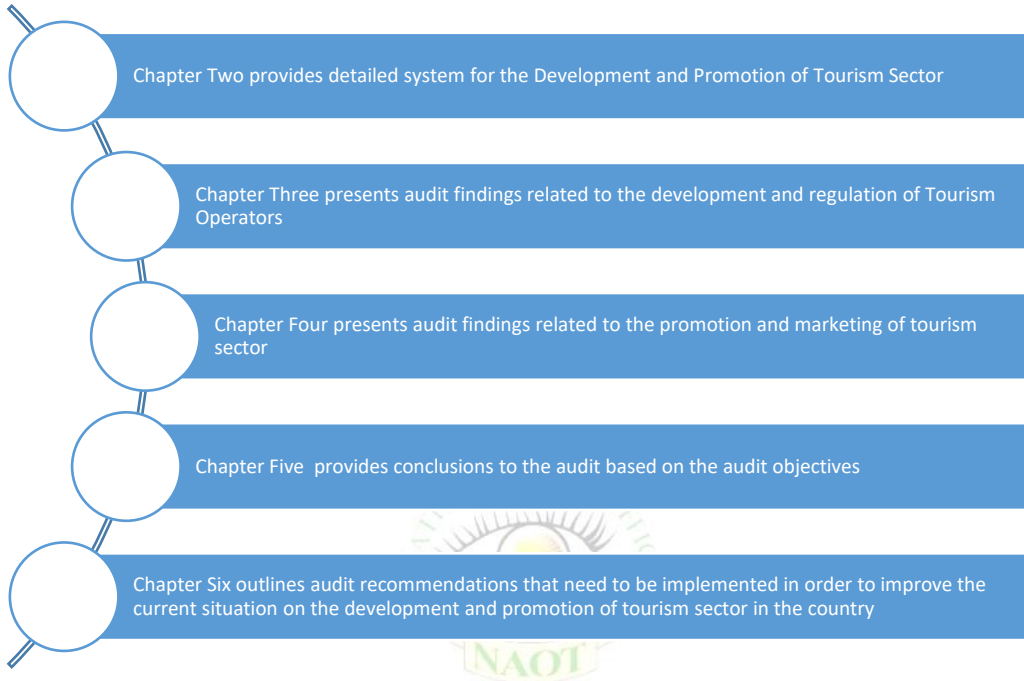 Chapter Two provides detailed system for the Development and Promotion of Tourism Sector
Chapter Three presents audit findings related to the development and regulation of Tourism
Operators
Chapter Four presents audit findings related to the promotion and marketing of tourism
sector
Chapter Five  provides conclusions to the audit based on the audit objectives
Chapter Six outlines audit recommendations that need to be implemented in order to improve the
current situation on the development and promotion of tourism sector in the country
NAOT